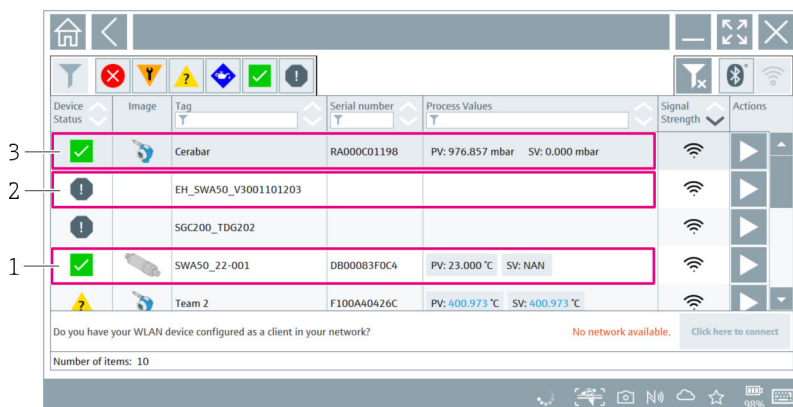 Device Status
Image
Tag
Serial number
Process Values
Signal Strength
Actions
3
Cerabar
RA000C01198
PV: 976.857 mbar SV: 0.000 mbar
2
EH_SWA50_V3001101203
SGC200_TDG202
1
SWA50_22-001
DB00083F0C4
PV: 23.000 °C SV: NAN
Team 2
F100A40426C
PV: 400.973 °C SV: 400.973 °C
Do you have your WLAN device configured as a client in your network?
No network available.
Click here to connect
Number of items: 10
98%